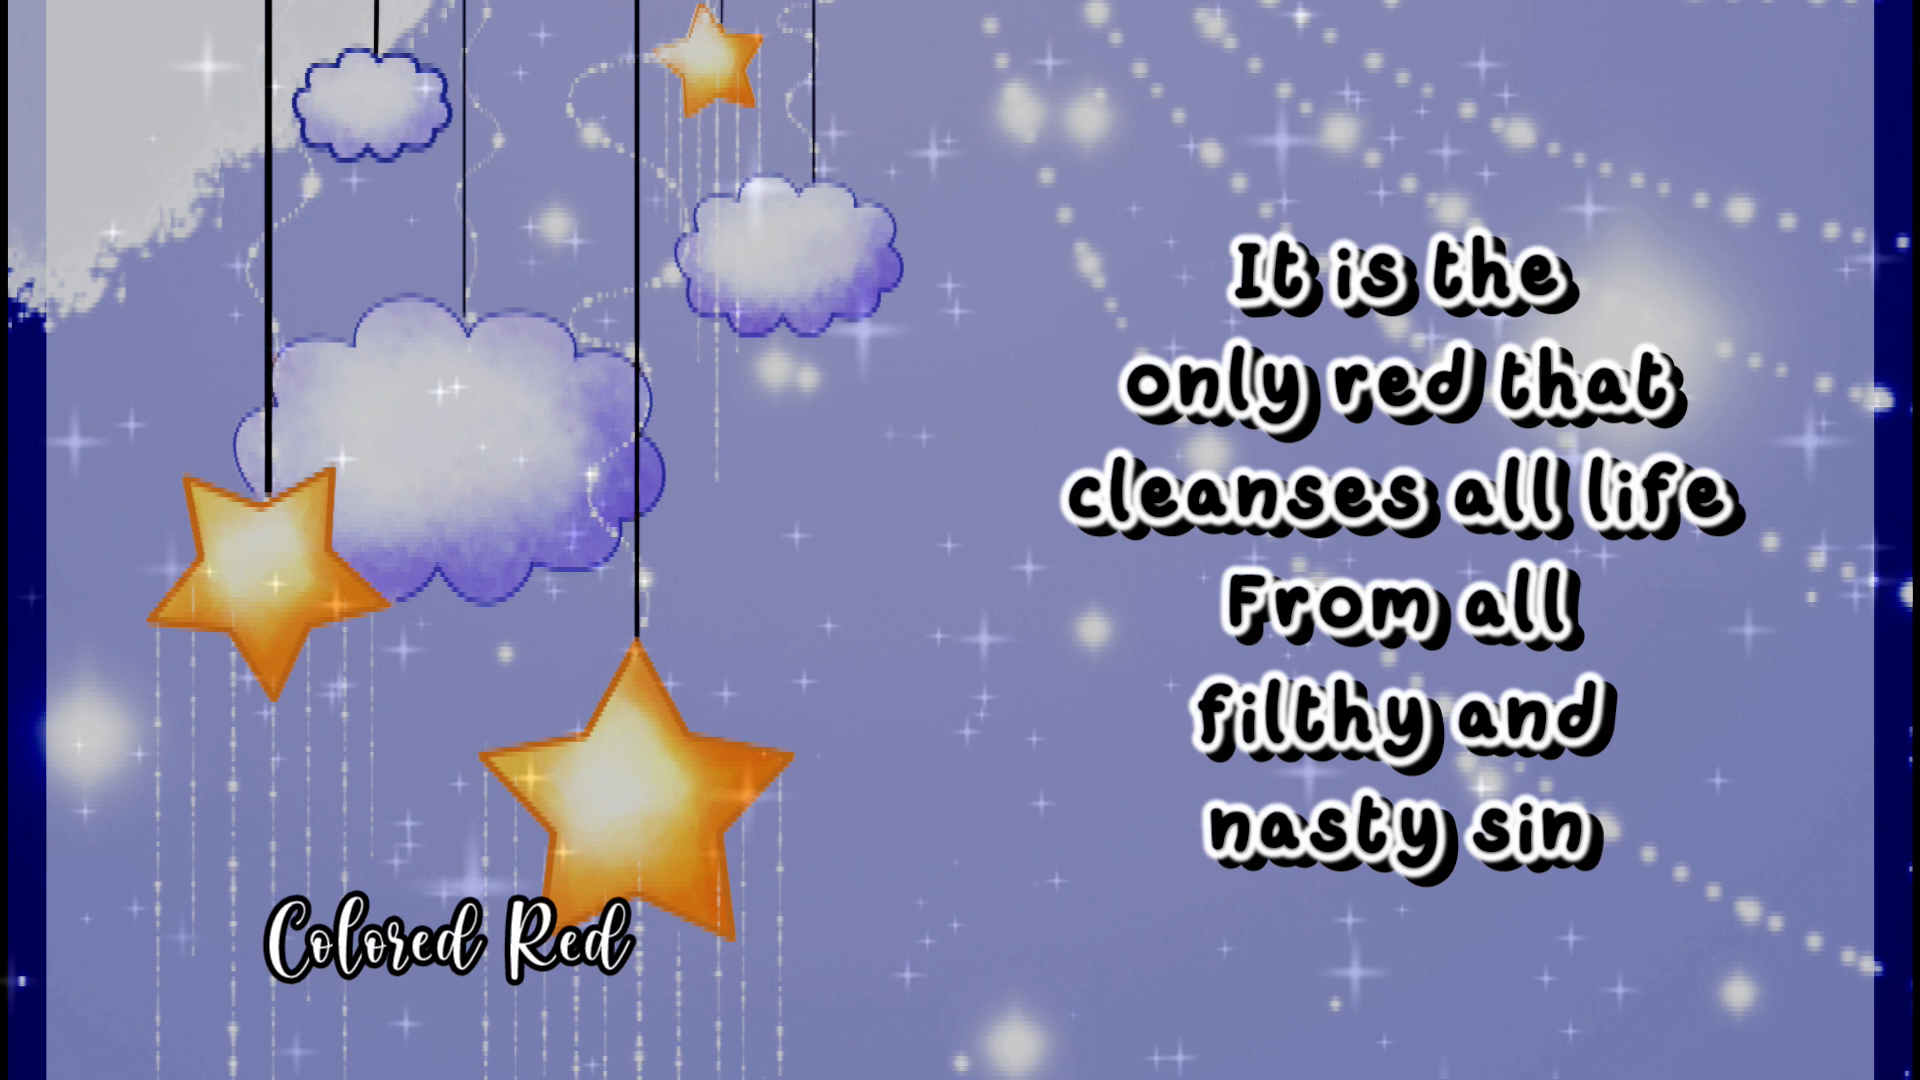 It is the
only red that
cleanses all life
From all
filthy and
nasty sin
Colored Red